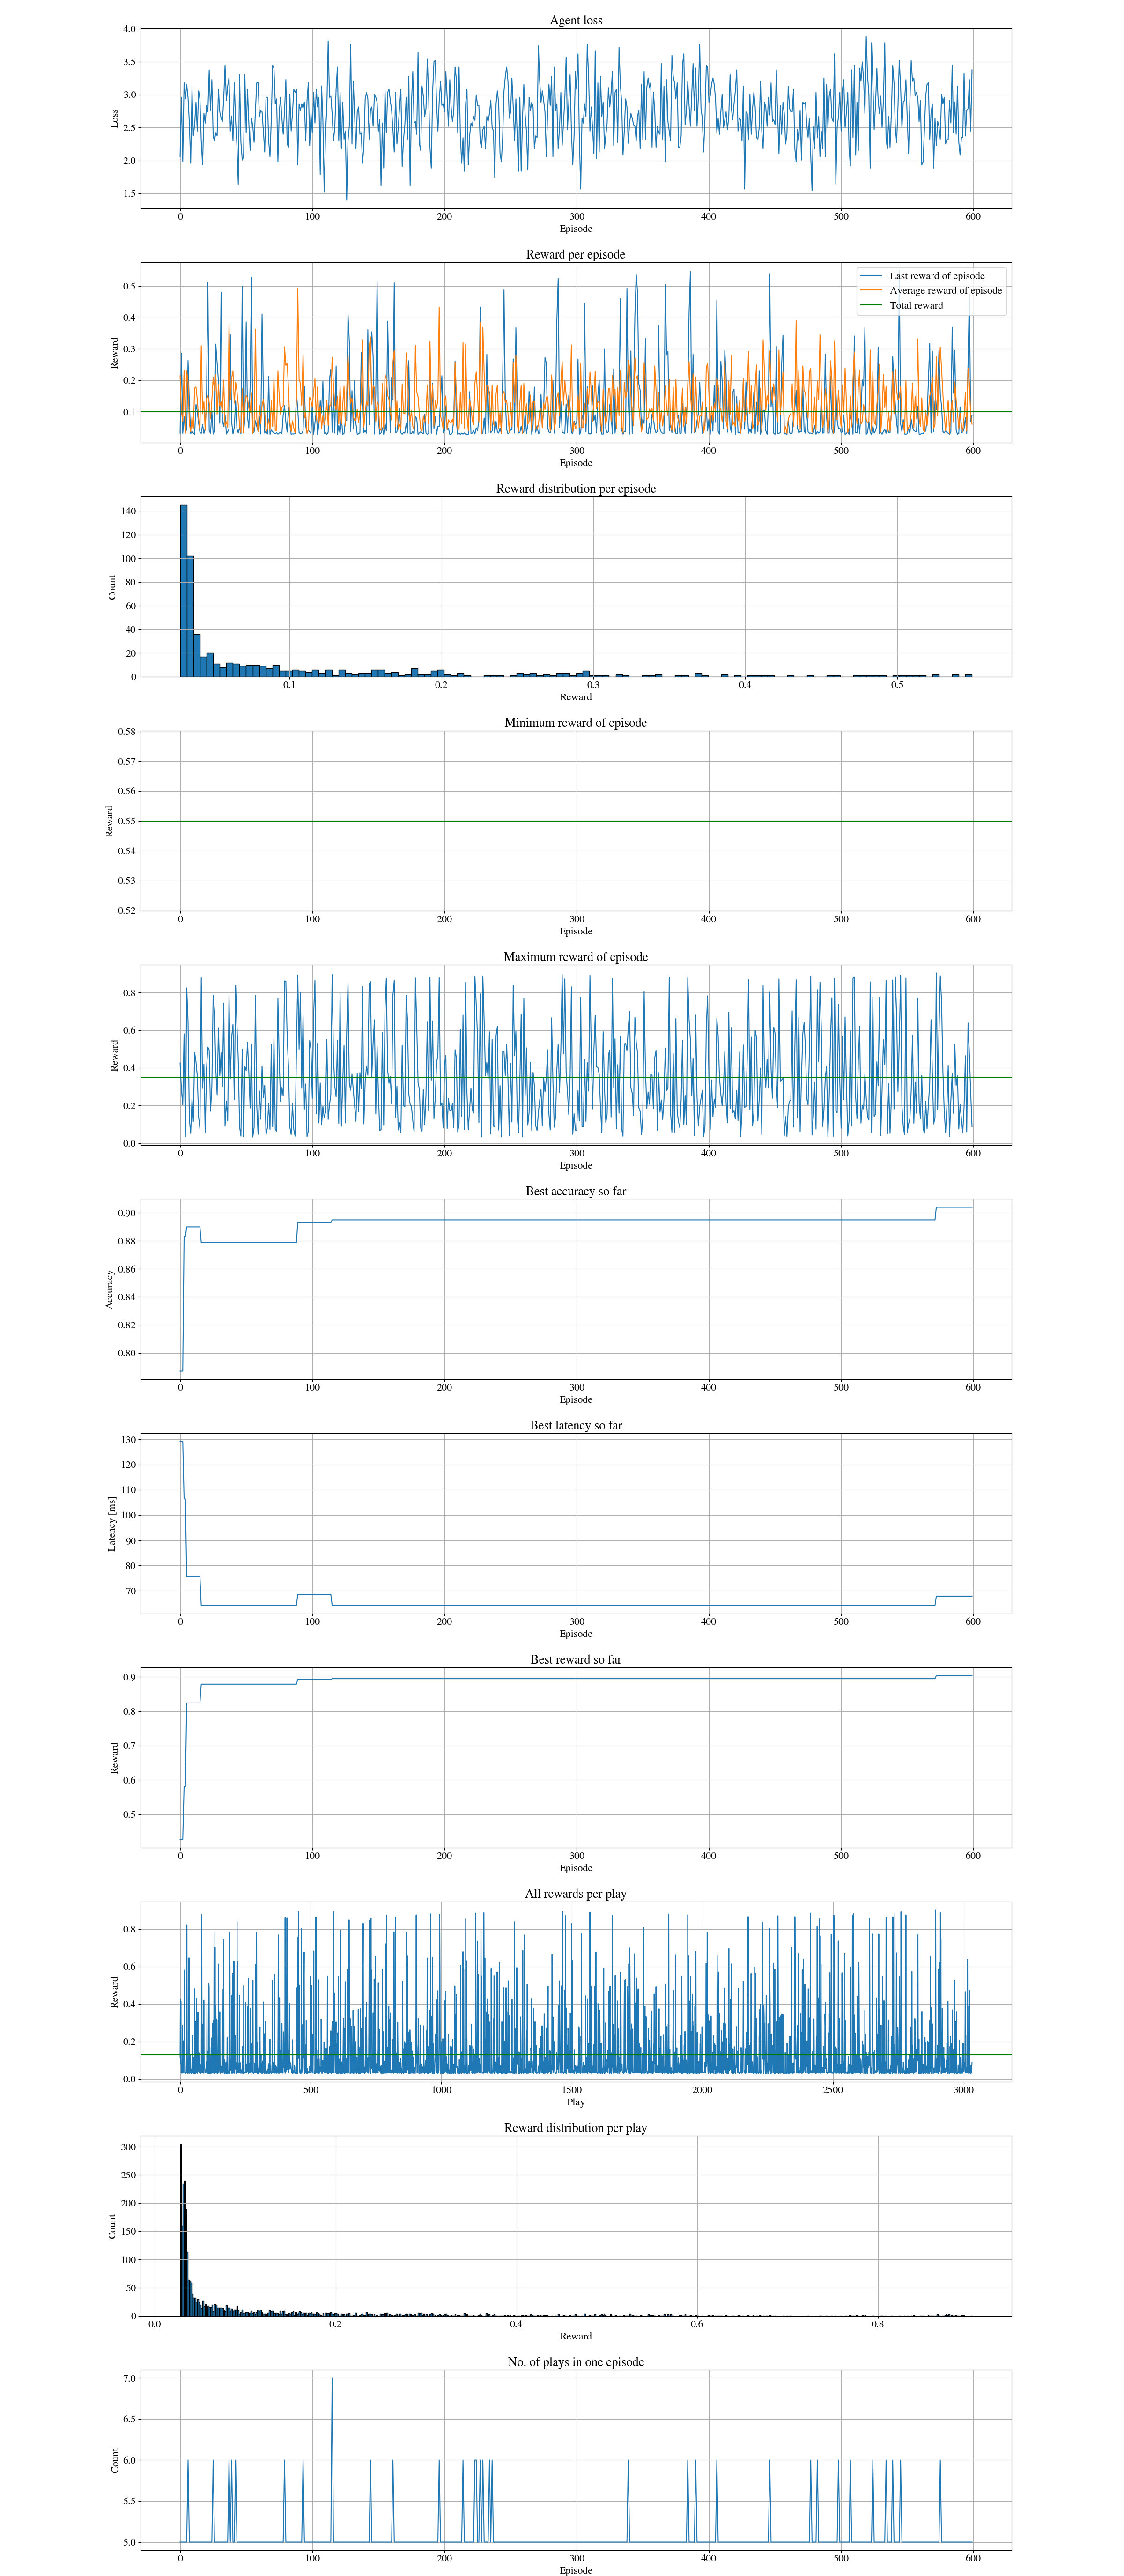 Agent loss
4.0
3.5
3.0
2.5
2.0
1.5
Loss
0 100 200 300 400 500 600
Episode
Reward per episode
0.5
0.4
0.3
0.2
0.1
Reward
Last reward of episode
Average reward of episode
Total reward
0 100 200 300 400 500 600
Episode
Reward distribution per episode
140
120
100
80
60
40
20
0
Count
0.1 0.2 0.3 0.4 0.5
Reward
Minimum reward of episode
0.58
0.57
0.56
0.55
0.54
0.53
0.52
Reward
0 100 200 300 400 500 600
Episode
Maximum reward of episode
0.8
0.6
0.4
0.2
0.0
Reward
0 100 200 300 400 500 600
Episode
Best accuracy so far
0.90
0.88
0.86
0.84
0.82
0.80
Accuracy
0 100 200 300 400 500 600
Episode
Best latency so far
130
120
110
100
90
80
70
Latency [ms]
0 100 200 300 400 500 600
Episode
Best reward so far
0.9
0.8
0.7
0.6
0.5
Reward
0 100 200 300 400 500 600
Episode
All rewards per play
0.8
0.6
0.4
0.2
0.0
Reward
0 500 1000 1500 2000 2500 3000
Play
Reward distribution per play
300
250
200
150
100
50
0
Count
0.0 0.2 0.4 0.6 0.8
Reward
No. of plays in one episode
7.0
6.5
6.0
5.5
5.0
Count
0 100 200 300 400 500 600
Episode